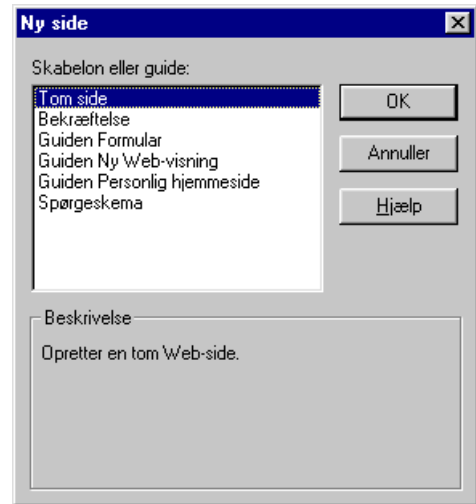 Ny side
Skabelon eller guide:
Tom side
Bekræftelse
Guiden Formular
Guiden Ny Web-visning
Guiden Personlig hjemmeside
Spørgeskema
OK
Annuller
Hjælp
Beskrivelse
Opretter en tom Web-side.